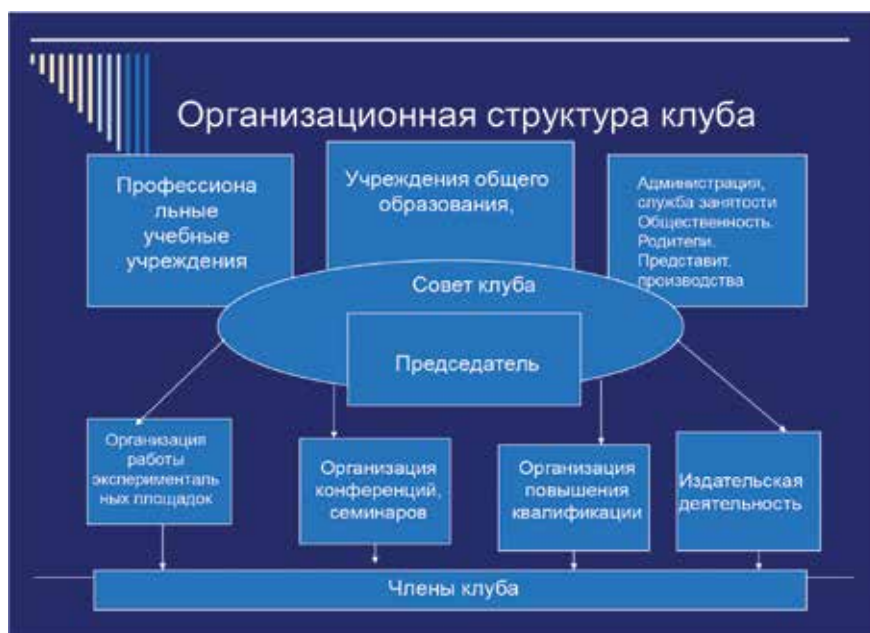 Организационная структура клуба
Профессиона
льные
учебные
учреждения
Учреждения общего
образования,
Администрация,
служба занятости
Общественность.
Родители.
Представит.
производства
Совет клуба
Председатель
Организация
работы
эксперименталь
ных площадок
Организация
конференций,
семинаров
Организация
повышения
квалификации
Издательская
деятельность
Члены клуба